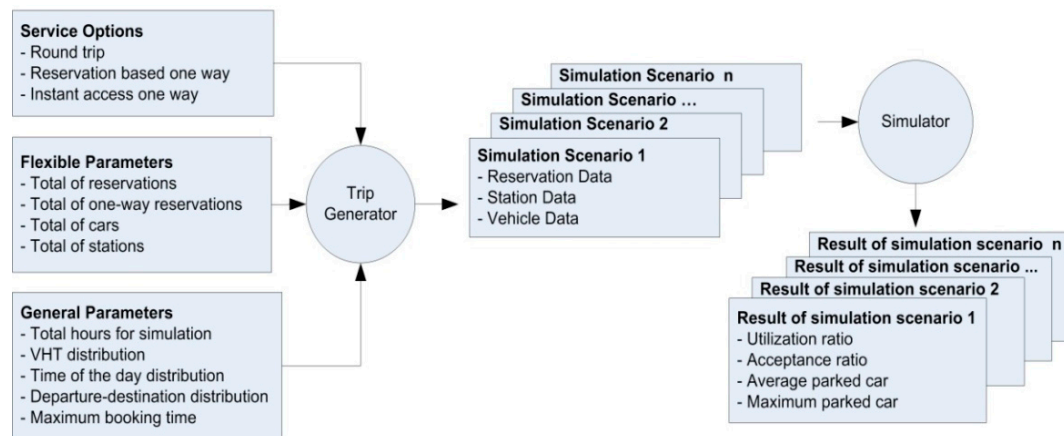 Service Options
- Round trip
- Reservation based one way
- Instant access one way
Flexible Parameters
- Total of reservations
- Total of one-way reservations
- Total of cars
- Total of stations
General Parameters
- Total hours for simulation
- VHT distribution
- Time of the day distribution
- Departure-destination distribution
- Maximum booking time
Trip
Generator
Simulation Scenario n
Simulation Scenario ...
Simulation Scenario 2
Simulation Scenario 1
- Reservation Data
- Station Data
- Vehicle Data
Simulator
Result of simulation scenario n
Result of simulation scenario ...
Result of simulation scenario 2
Result of simulation scenario 1
- Utilization ratio
- Acceptance ratio
- Average parked car
- Maximum parked car